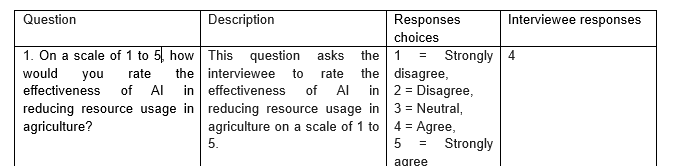 Question Description Responses choices Interviewee responses
1. On a scale of 1 to 5, how would you rate the effectiveness of AI in reducing resource usage in agriculture?
This question asks the interviewee to rate the effectiveness of AI in reducing resource usage in agriculture on a scale of 1 to 5.
1 = Strongly disagree,
2 = Disagree,
3 = Neutral,
4 = Agree,
5 = Strongly agree
4